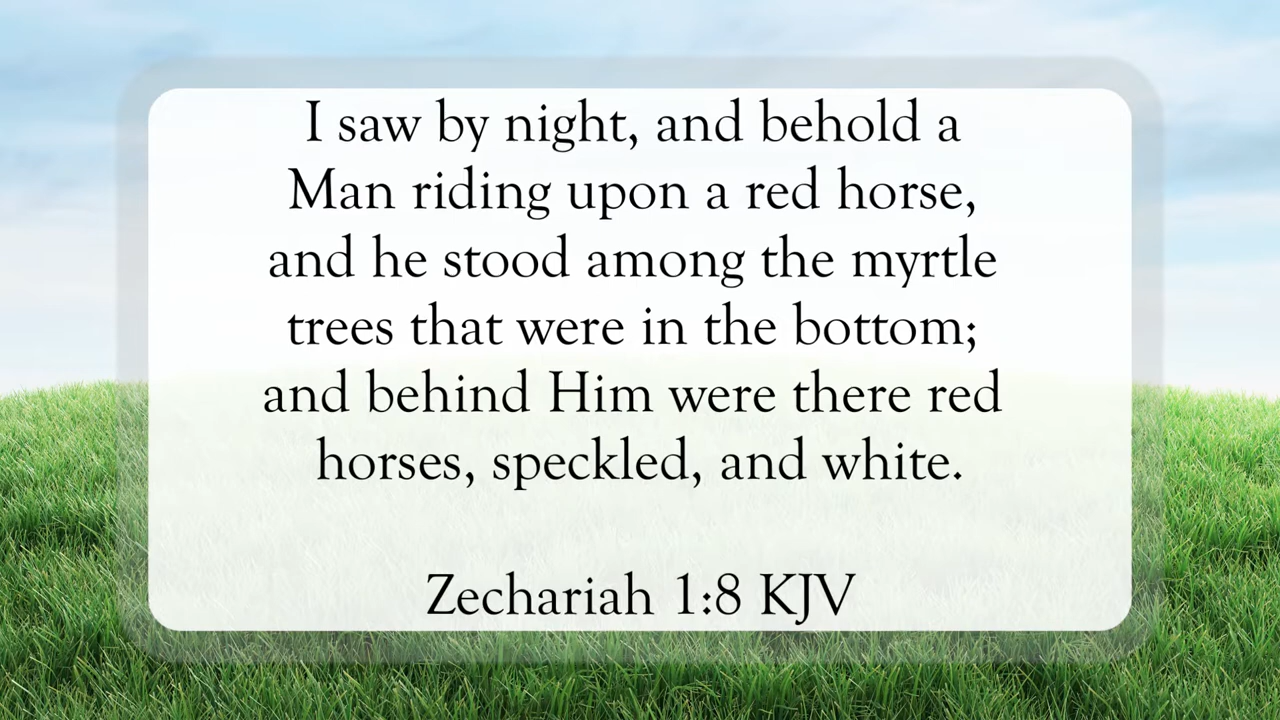 I saw by night, and behold a
Man riding upon a red horse,
and he stood among the myrtle
trees that were in the bottom;
and behind Him were there red
horses, speckled, and white.
Zechariah 1:8 KJV